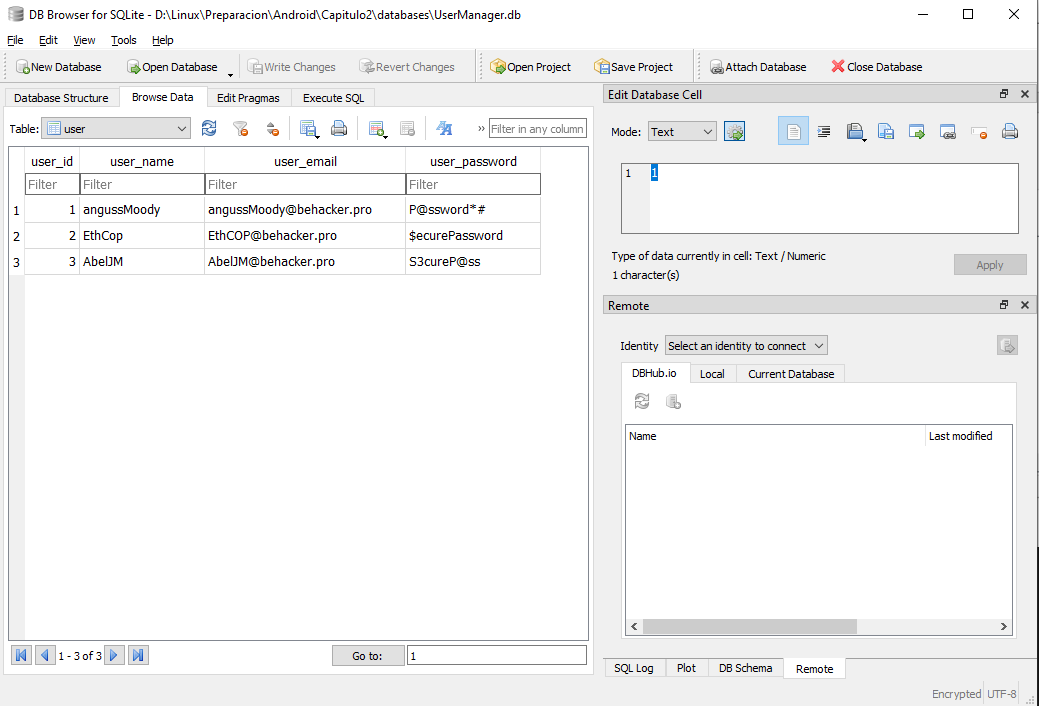 DB Browser for SQLite - D:\Linux\Preparacion\Android\Capitulo2\databases\UserManager.db
File Edit View Tools Help
New Database Open Database Write Changes Revert Changes Open Project Save Project Attach Database Close Database
Database Structure Browse Data Edit Pragmas Execute SQL
Table: user » Filter in any column
user_id user_name user_email user_password
Filter Filter Filter Filter
1 1 angussMoody angussMoody@behacker.pro P@ssword*#
2 2 EthCop EthCOP@behacker.pro $ecurePassword
3 3 AbelJM AbelJM@behacker.pro S3cureP@ss
1 - 3 of 3 Go to: 1
Edit Database Cell
Mode: Text
1 1
Type of data currently in cell: Text / Numeric
1 character(s)
Apply
Remote
Identity Select an identity to connect
DBHub.io Local Current Database
Name Last modified
SQL Log Plot DB Schema Remote
Encrypted UTF-8